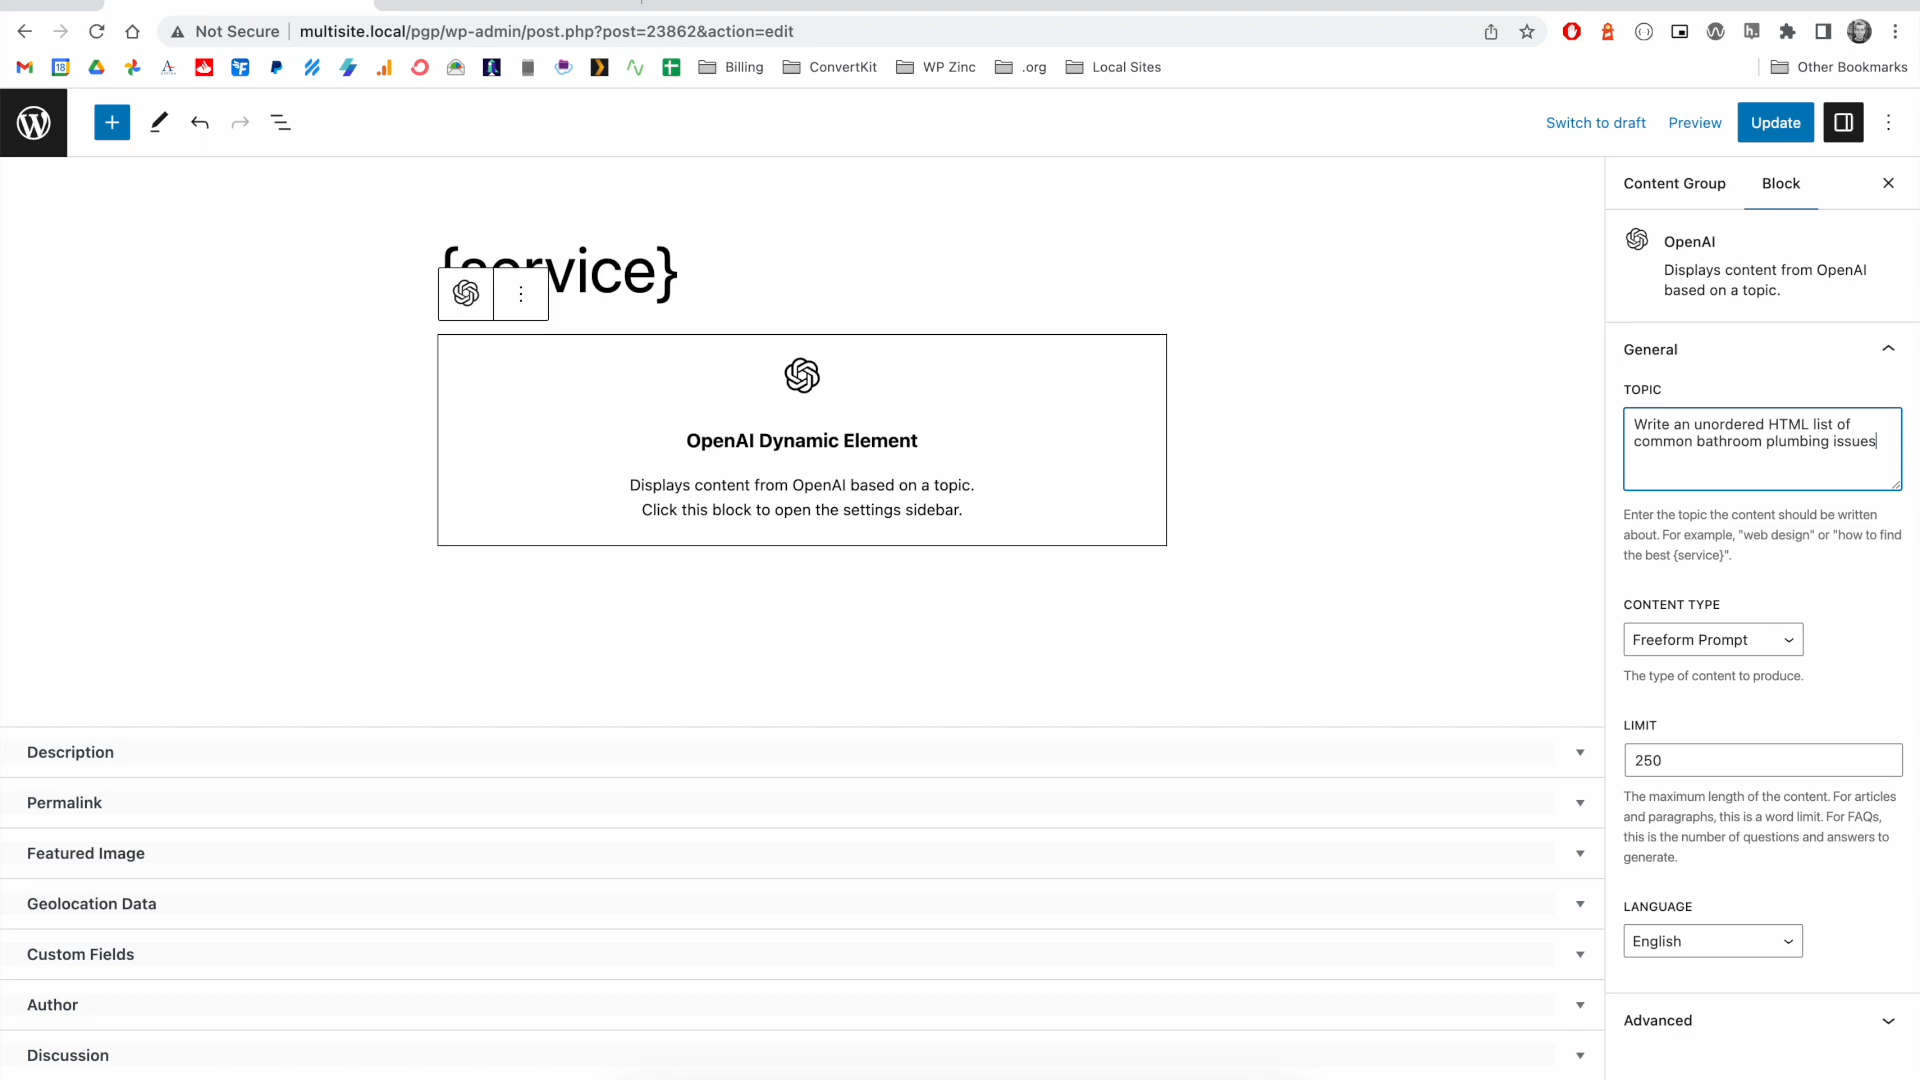 Not Secure
multisite.local/pgp/wp-admin/post.php?post=23862&action=edit
18
Billing
ConvertKit
WP Zinc
.org
Local Sites
Other Bookmarks
Switch to draft
Preview
Update
Content Group
Block
{service}
OpenAI
Displays content from OpenAI
based on a topic.
General
TOPIC
Write an unordered HTML list of
common bathroom plumbing issues
Enter the topic the content should be written
about. For example, "web design" or "how to find
the best {service}".
CONTENT TYPE
Freeform Prompt
The type of content to produce.
LIMIT
250
The maximum length of the content. For articles
and paragraphs, this is a word limit. For FAQs,
this is the number of questions and answers to
generate.
LANGUAGE
English
Advanced
OpenAI Dynamic Element
Displays content from OpenAI based on a topic.
Click this block to open the settings sidebar.
Description
Permalink
Featured Image
Geolocation Data
Custom Fields
Author
Discussion